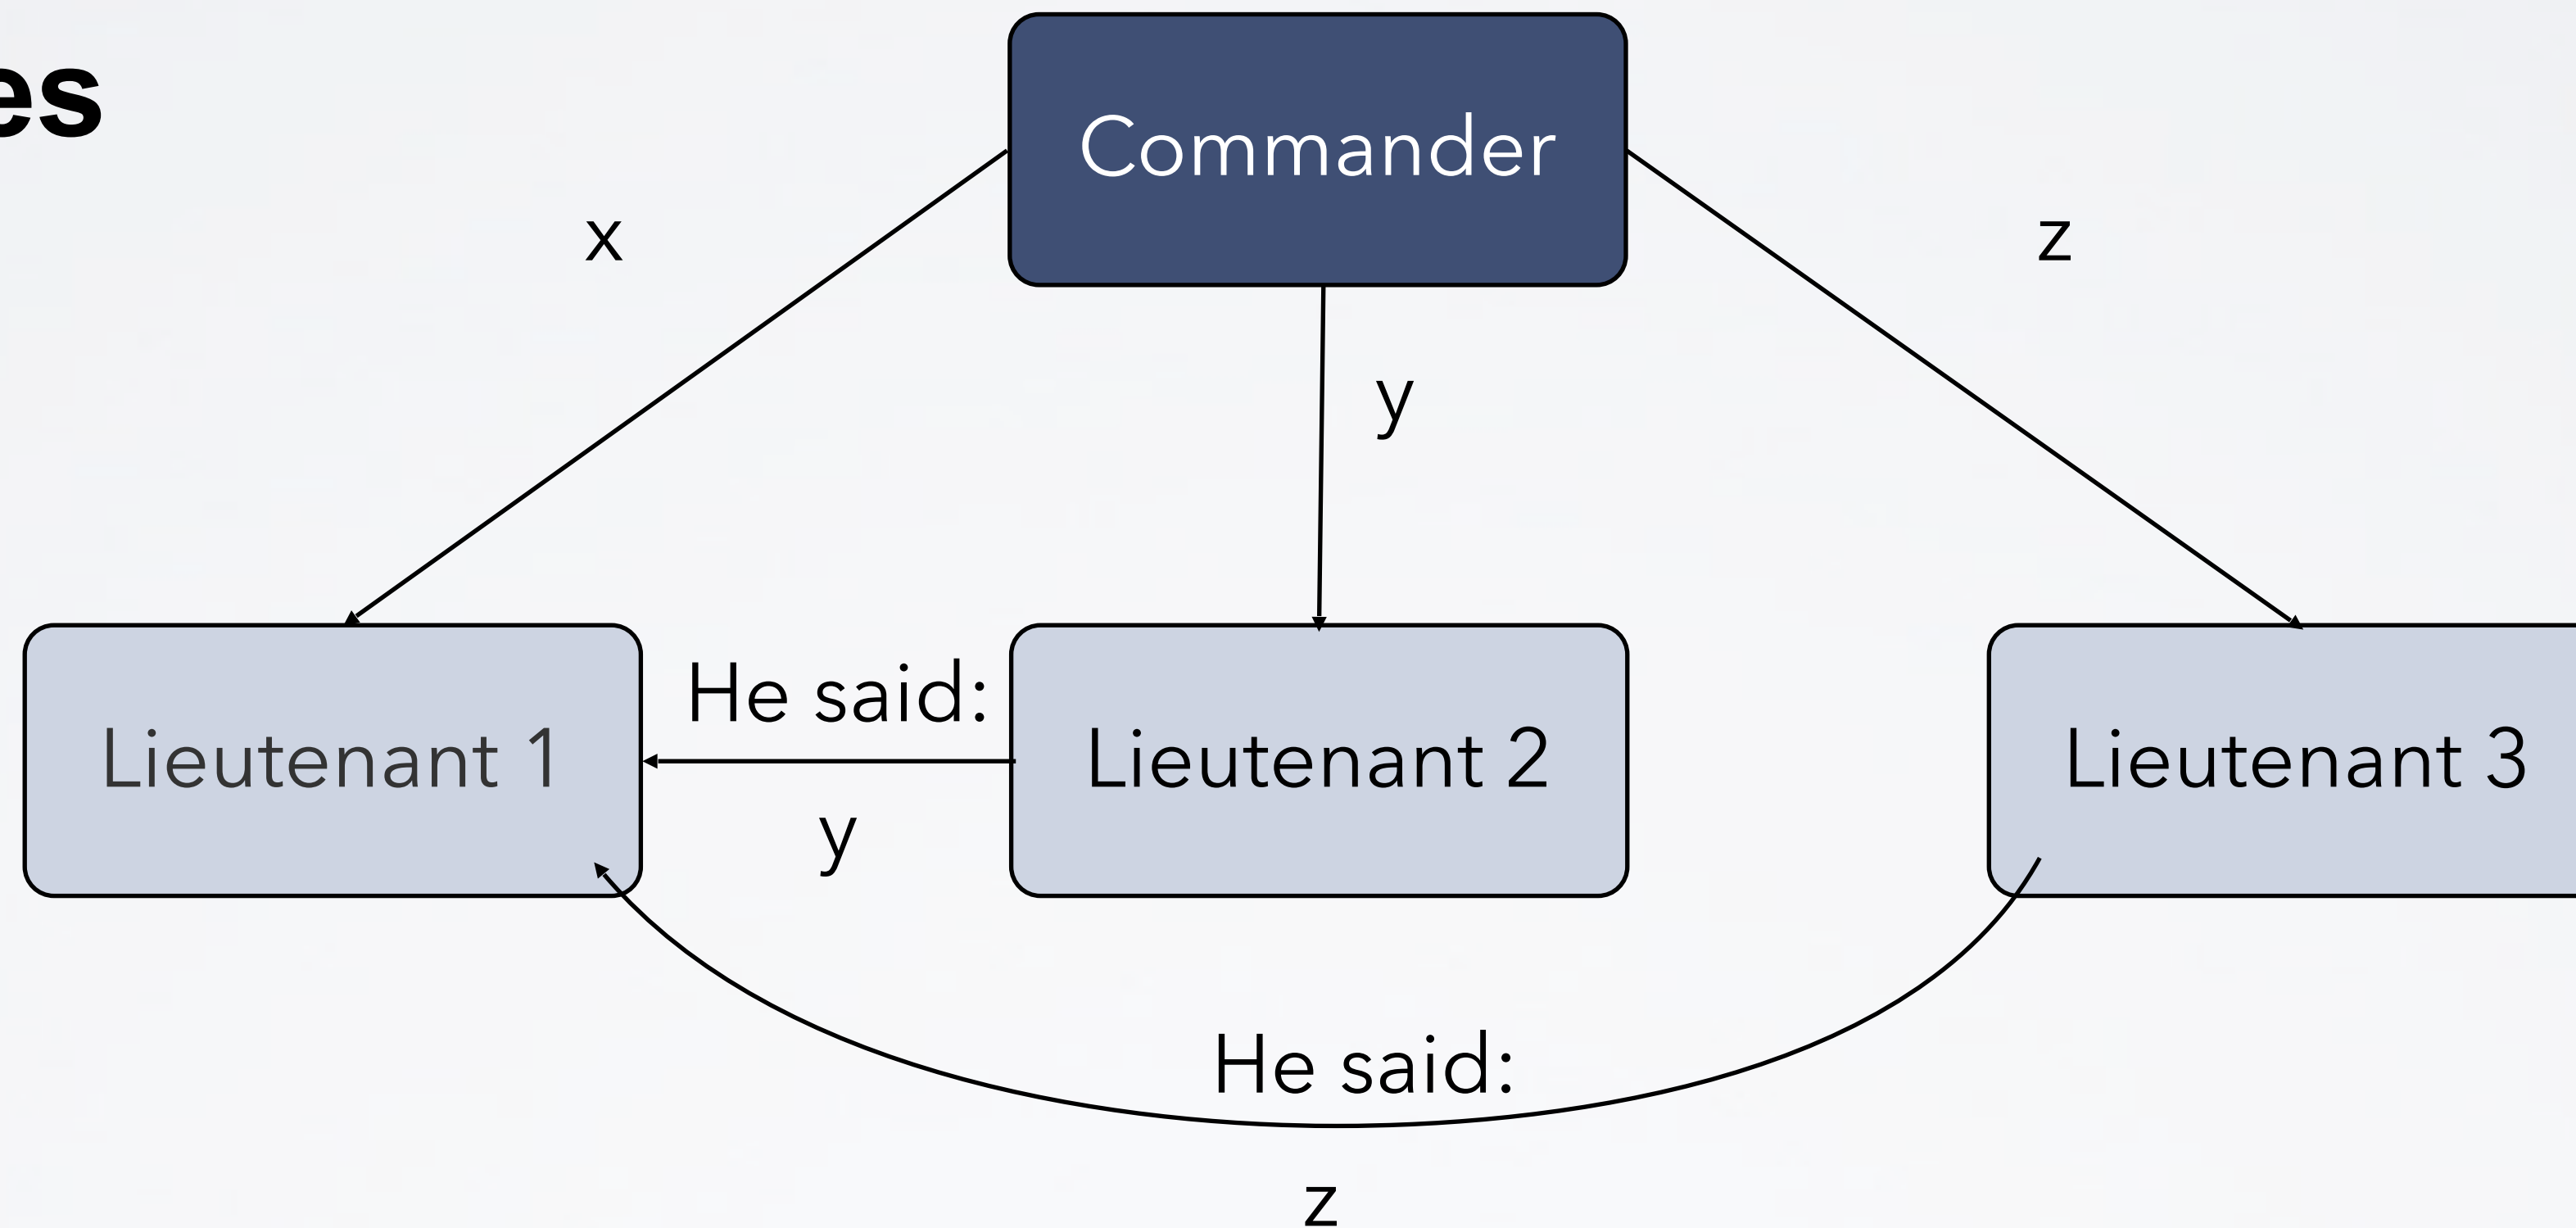 es
Commander
x
z
y
He said:
Lieutenant 1
Lieutenant 2
Lieutenant 3
y
He said:
z